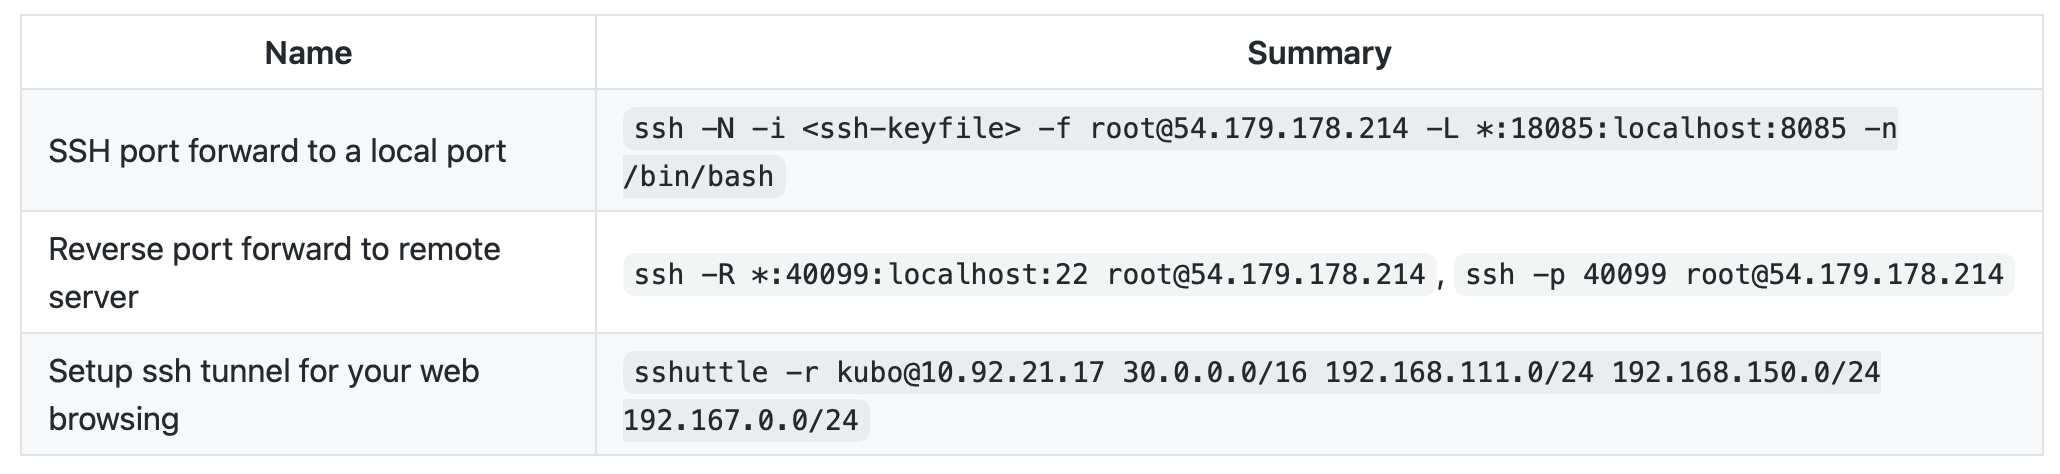 Name
Summary
SSH port forward to a local port
ssh -N -i <ssh-keyfile> -f root@54.179.178.214 -L *:18085:localhost:8085 -n
/bin/bash
Reverse port forward to remote
server
ssh -R *:40099:localhost:22 root@54.179.178.214, ssh -p 40099 root@54.179.178.214
Setup ssh tunnel for your web
browsing
sshuttle -r kubo@10.92.21.17 30.0.0.0/16 192.168.111.0/24 192.168.150.0/24
192.167.0.0/24